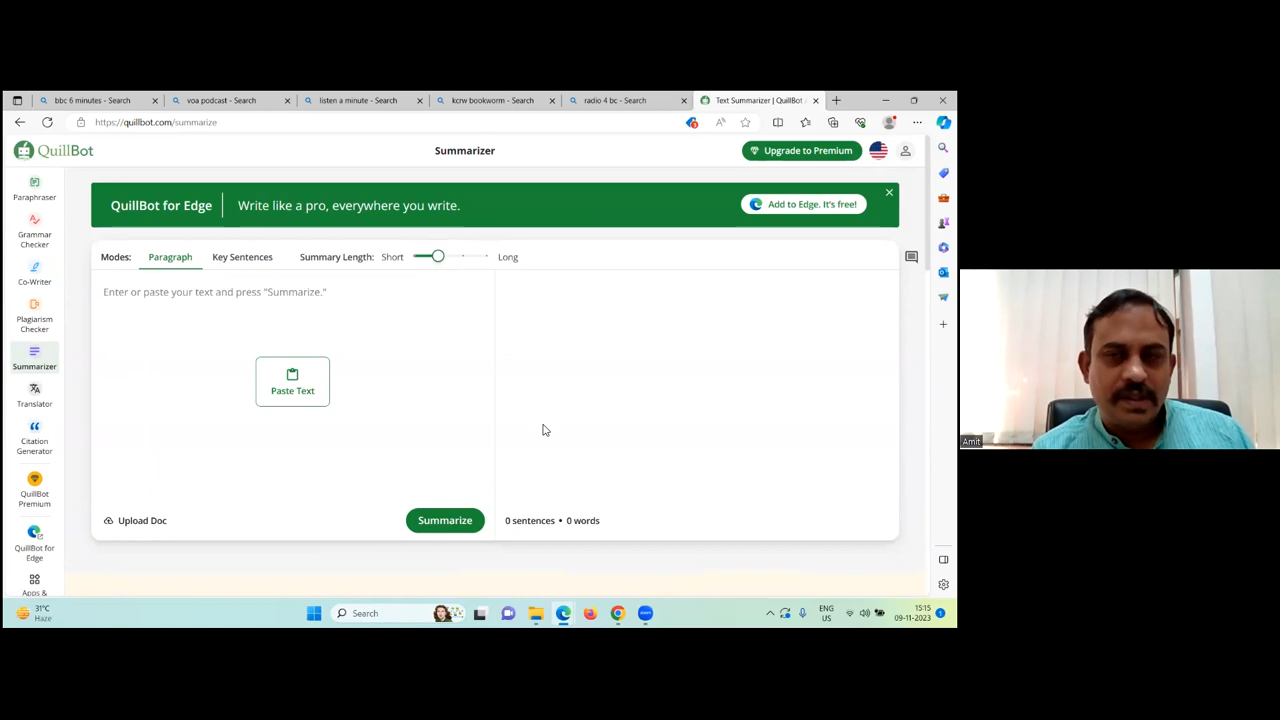 bbc 6 minutes - Search
voa podcast - Search
listen a minute - Search
kcrw bookworm - Search
radio 4 bc - Search
Text Summarizer | QuillBot
https://quillbot.com/summarize
QuillBot
Summarizer
Upgrade to Premium
QuillBot for Edge
Write like a pro, everywhere you write.
Add to Edge. It's free!
Paraphraser
Grammar
Checker
Co-Writer
Plagiarism
Checker
Summarizer
Translator
Citation
Generator
QuillBot
Premium
QuillBot for
Edge
Apps &
Modes:
Paragraph
Key Sentences
Summary Length:
Short
Long
Enter or paste your text and press "Summarize."
Paste Text
Upload Doc
Summarize
0 sentences • 0 words
Amit
31°C
Haze
Search
ENG
US
15:15
09-11-2023